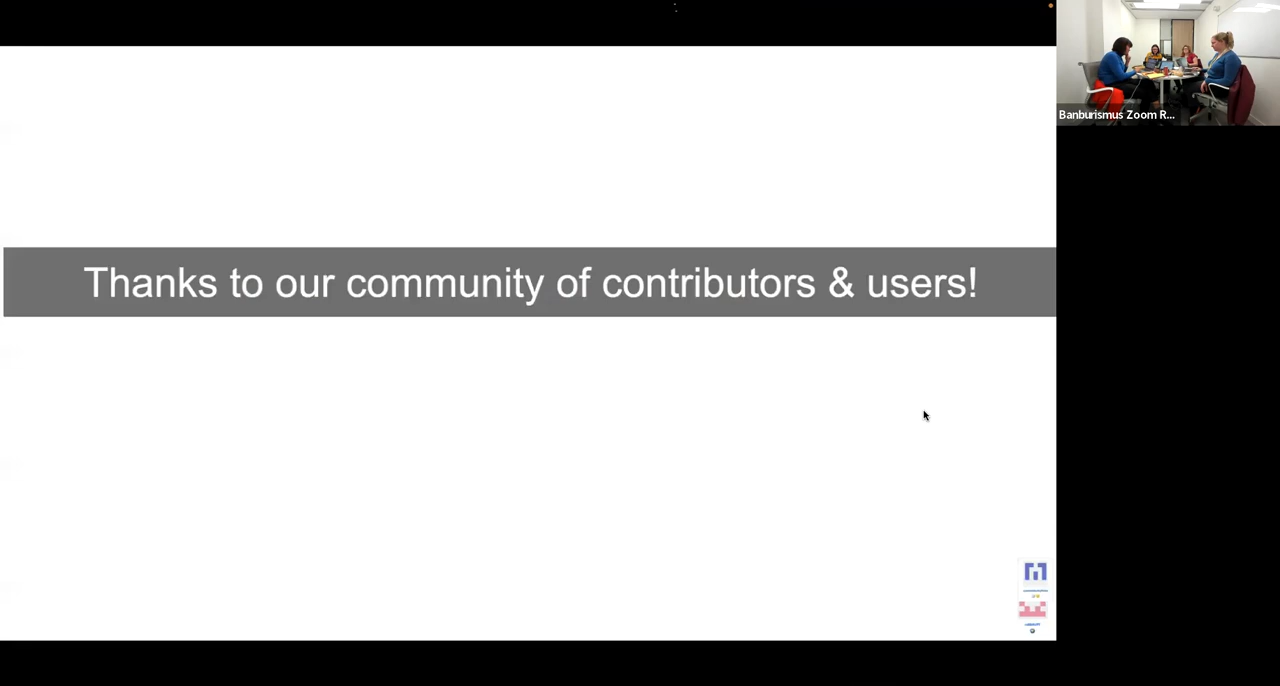 Banburismus Zoom R...
Thanks to our community of contributors & users!